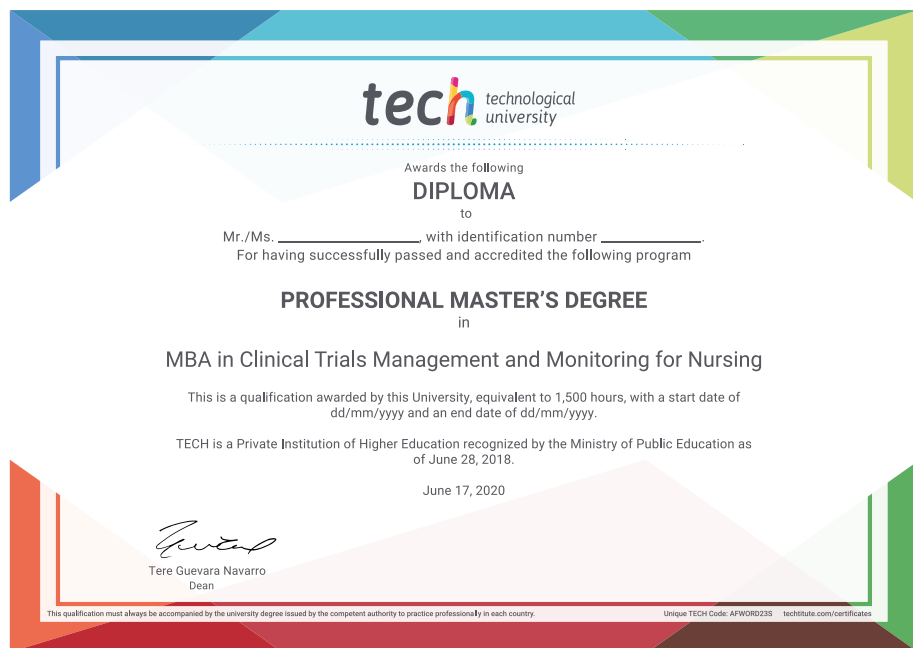 tech technological
university
Awards the following
DIPLOMA
to
Mr./Ms. ____________________, with identification number ______________.
For having successfully passed and accredited the following program
PROFESSIONAL MASTER'S DEGREE
in
MBA in Clinical Trials Management and Monitoring for Nursing
This is a qualification awarded by this University, equivalent to 1,500 hours, with a start date of
dd/mm/yyyy and an end date of dd/mm/yyyy.
TECH is a Private Institution of Higher Education recognized by the Ministry of Public Education as
of June 28, 2018.
June 17, 2020
Tere Guevara Navarro
Dean
This qualification must always be accompanied by the university degree issued by the competent authority to practice professionally in each country. Unique TECH Code: AFWORD23S techtitute.com/certificates